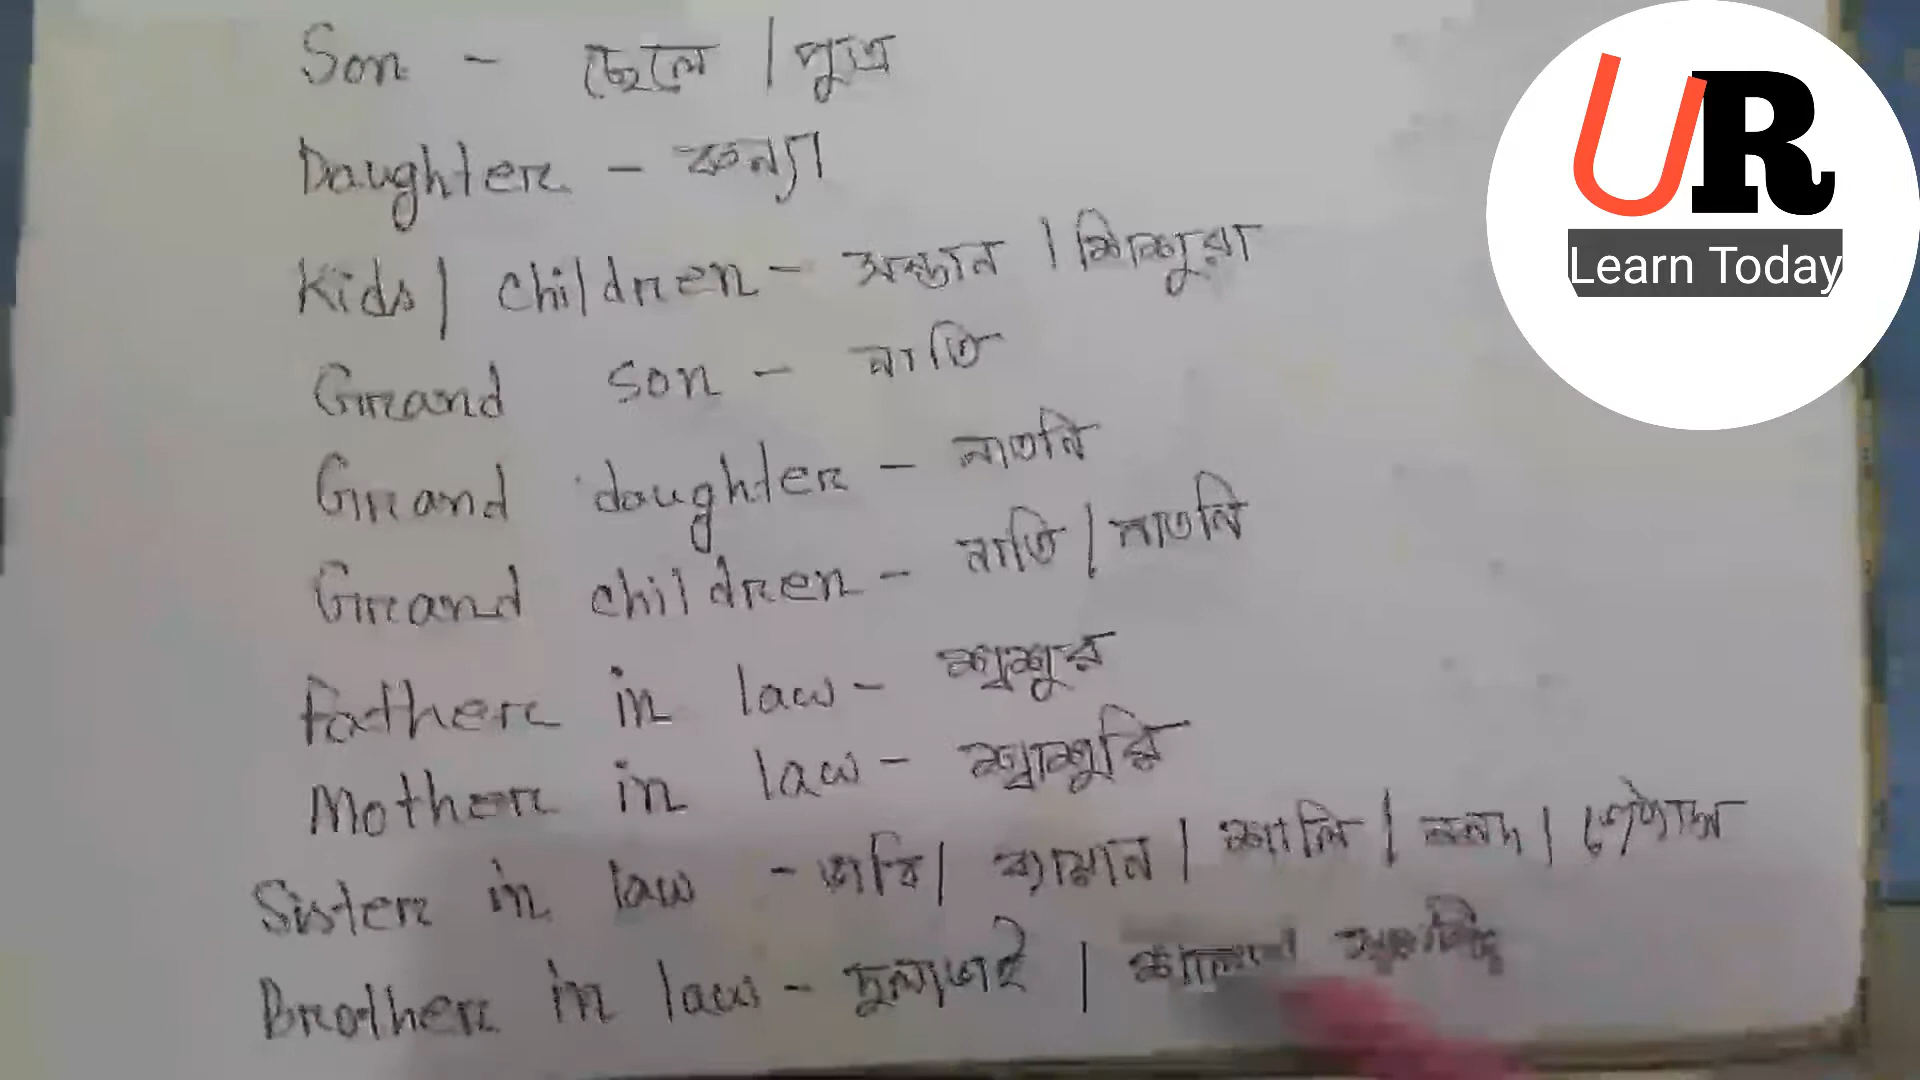 Son - ছেলে / পুত্র
Daughter - কন্যা
Kids / children - সন্তান / শিশুরা
Grand son - নাতি
Grand daughter - নাতনি
Grand children - নাতি / নাতনি
Father in law - শ্বশুর
Mother in law - শ্বাশুরি
Sister in law - ভাবি / / শালি / ননদ /
Brother in law - দুলাভাই /
UR
Learn Today